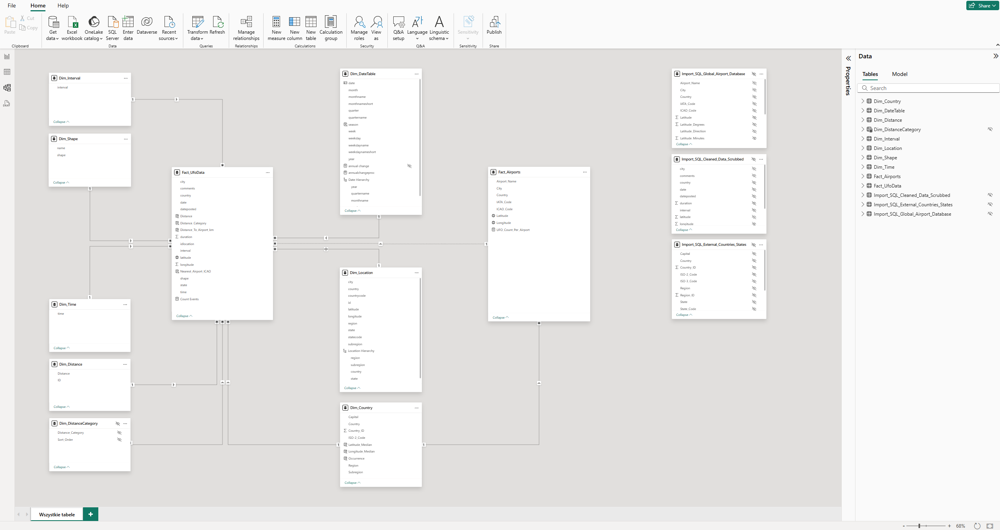 File Home Help
Share
Paste
Cut
Copy
Get data
Excel workbook
OneLake catalog
SQL Server
Enter data
Dataverse
Recent sources
Transform data
Refresh
Manage relationships
New measure
New column
New table
Calculation group
Manage roles
View as
Q&A setup
Language
Linguistic schema
Sensitivity
Publish
Clipboard
Data
Queries
Relationships
Calculations
Security
Q&A
Sensitivity
Share
Dim_Interval
interval
Collapse
Dim_Shape
name
shape
Collapse
Dim_Time
time
Collapse
Dim_Distance
Distance
ID
Collapse
Dim_DistanceCategory
Distance_Category
Sort_Order
Collapse
Fact_UfoData
city
comments
country
date
dateposted
Distance
Distance_Category
Distance_To_Airport_km
duration
idlocation
interval
latitude
longitude
Nearest_Airport_ICAO
shape
state
time
Count Events
Collapse
Dim_DateTable
date
month
monthname
monthnameshort
quarter
quartername
season
week
weekday
weekdayname
weekdaynameshort
year
annual change
annualchangeproc
Date Hierarchy
year
quartername
monthname
Collapse
Dim_Location
city
country
countrycode
id
latitude
longitude
region
state
statecode
subregion
Location Hierarchy
region
subregion
country
state
Collapse
Dim_Country
Capital
Country
Country_ID
ISO-2_Code
Latitude_Median
Longitude_Median
Occurrence
Region
Subregion
Collapse
Fact_Airports
Airport_Name
City
Country
IATA_Code
ICAO_Code
Latitude
Longitude
UFO_Count_Per_Airport
Collapse
Import_SQL_Global_Airport_Database
Airport_Name
City
Country
IATA_Code
ICAO_Code
Latitude
Latitude_Degrees
Latitude_Direction
Latitude_Minutes
Collapse
Import_SQL_Cleaned_Data_Scrubbed
city
comments
country
date
dateposted
duration
interval
latitude
longitude
Collapse
Import_SQL_External_Countries_States
Capital
Country
Country_ID
ISO-2_Code
ISO-3_Code
Region
Region_ID
State
State_Code
Collapse
1
*
1
*
*
1
1
*
*
*
1
1
1
*
*
*
1
1
*
Properties
Data
Tables Model
Search
Dim_Country
Dim_DateTable
Dim_Distance
Dim_DistanceCategory
Dim_Interval
Dim_Location
Dim_Shape
Dim_Time
Fact_Airports
Fact_UfoData
Import_SQL_Cleaned_Data_Scrubbed
Import_SQL_External_Countries_States
Import_SQL_Global_Airport_Database
Wszystkie tabele
+
- + 68%